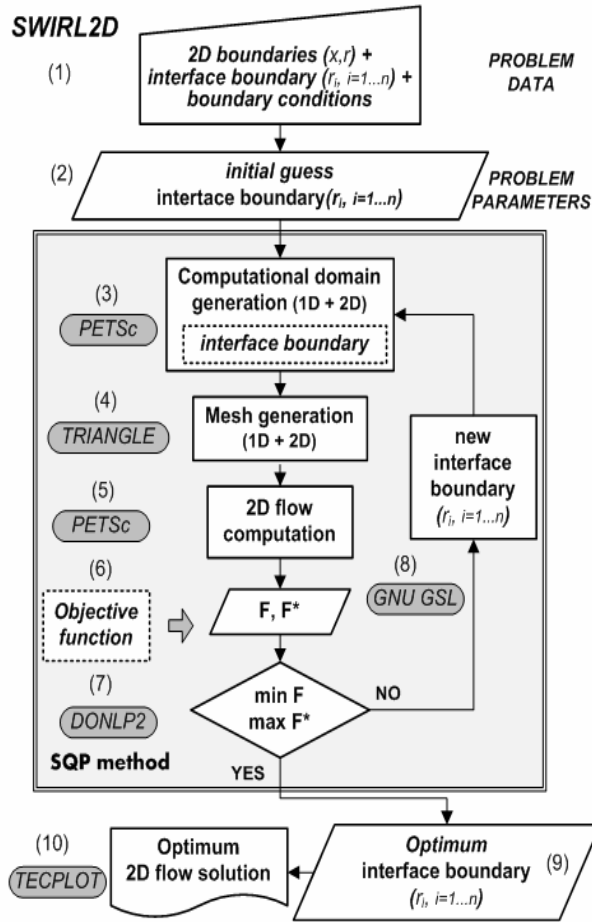 SWIRL2D
(1)
2D boundaries (x,r) +
interface boundary (ri, i=1...n) +
boundary conditions
PROBLEM
DATA
(2)
initial guess
intertace boundary(ri, i=1...n)
PROBLEM
PARAMETERS
(3)
PETSc
Computational domain
generation (1D + 2D)
interface boundary
(4)
TRIANGLE
Mesh generation
(1D + 2D)
new
interface
boundary
(ri, i=1...n)
(5)
PETSc
2D flow
computation
(6)
Objective
function
F, F*
(8)
GNU GSL
(7)
DONLP2
min F
max F*
NO
SQP method
YES
(10)
TECPLOT
Optimum
2D flow solution
Optimum
interface boundary
(ri, i=1...n)
(9)